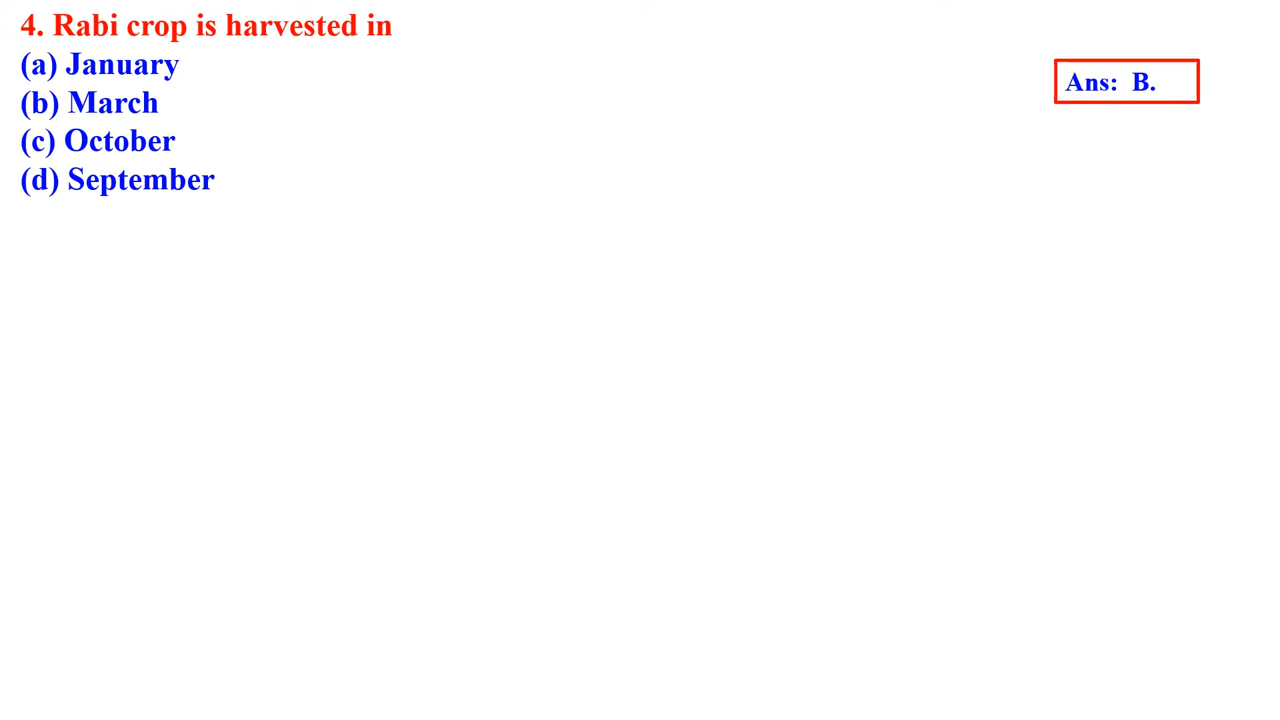 4. Rabi crop is harvested in
(a) January
(b) March
(c) October
(d) September
Ans: B.